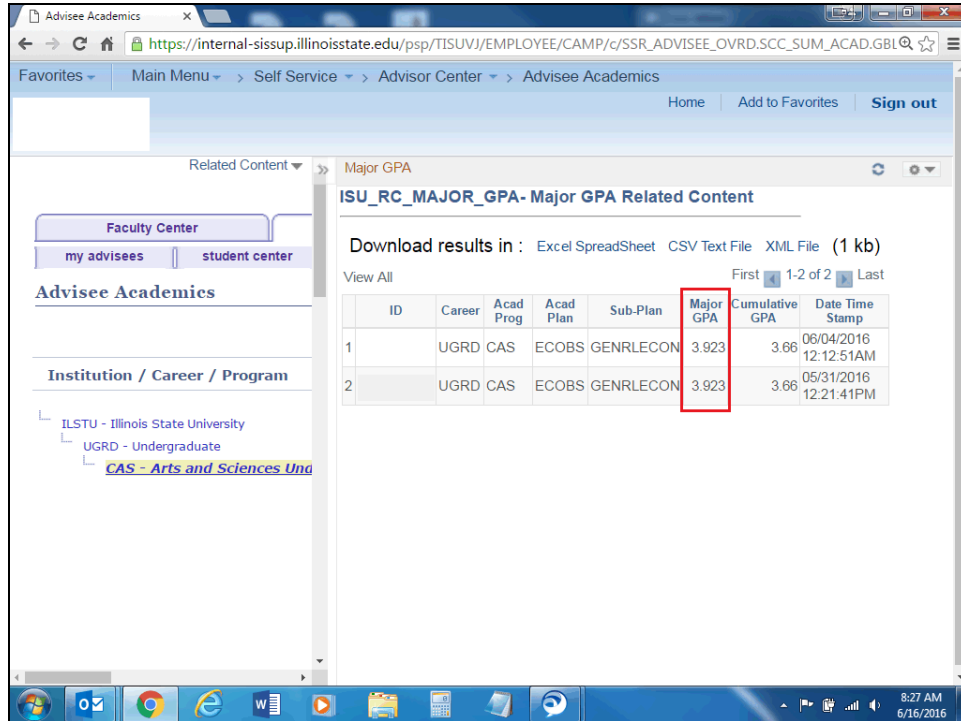 Advisee Academics
https://internal-sissup.illinoisstate.edu/psp/TISUVJ/EMPLOYEE/CAMP/c/SSR_ADVISEE_OVRD.SCC_SUM_ACAD.GBL
Favorites Main Menu > Self Service > Advisor Center > Advisee Academics
Home Add to Favorites Sign out
Related Content
Faculty Center
my advisees student center
Advisee Academics
Institution / Career / Program
ILSTU - Illinois State University
UGRD - Undergraduate
CAS - Arts and Sciences Und
Major GPA
ISU_RC_MAJOR_GPA- Major GPA Related Content
Download results in : Excel SpreadSheet CSV Text File XML File (1 kb)
View All First 1-2 of 2 Last
ID Career Acad Prog Acad Plan Sub-Plan Major GPA Cumulative GPA Date Time Stamp
1 UGRD CAS ECOBS GENRLECON 3.923 3.66 06/04/2016 12:12:51AM
2 UGRD CAS ECOBS GENRLECON 3.923 3.66 05/31/2016 12:21:41PM
8:27 AM
6/16/2016